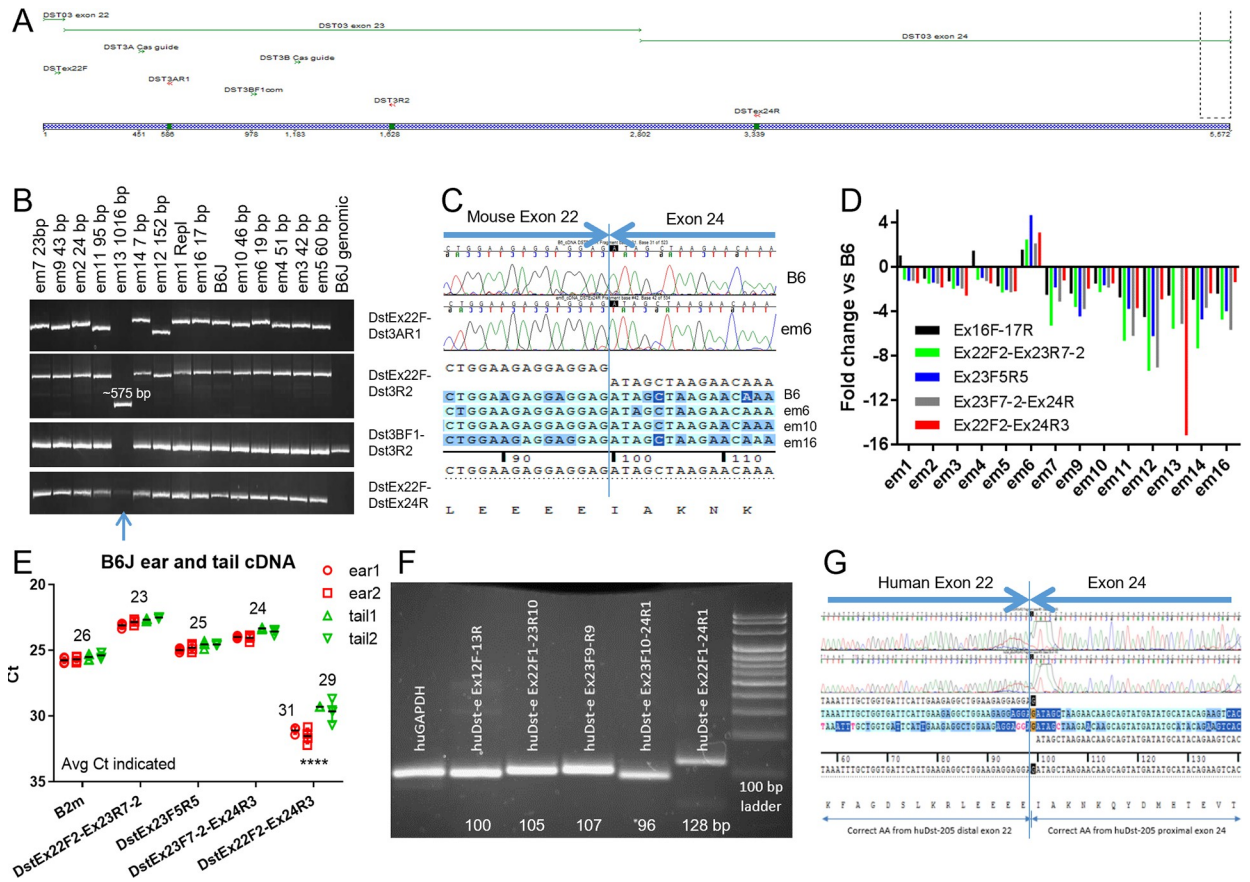 A
DST03 exon 22
DST03 exon 23
DST03 exon 24
DST3A Cas guide
DST3B Cas guide
DSTex22F
DST3AR1
DST3BF1com
DST3R2
DSTex24R
1 451 586 978 1,183 1,628 2,802 3,339 5,572
B
em7 23bp
em9 43 bp
em2 24 bp
em11 95 bp
em13 1016 bp
em14 7 bp
em12 152 bp
em1 Repl
em16 17 bp
B6J
em10 46 bp
em6 19 bp
em4 51 bp
em3 42 bp
em5 60 bp
B6J genomic
DstEx22F-
Dst3AR1
~575 bp
DstEx22F-
Dst3R2
Dst3BF1-
Dst3R2
DstEx22F-
DstEx24R
C
Mouse Exon 22
Exon 24
CTGGAAGAGGAGGAGATAGCTAAGAACAAA
B6
CTGGAAGAGGAGGAGATAGCTAAGAACAAA
em6
CTGGAAGAGGAGGAG
ATAGCTAAGAACAAA
CTGGAAGAGGAGGAGATAGCTAAGAACAAA B6
CTGGAAGAGGAGGAGATAGCTAAGAACAAA em6
CTGGAAGAGGAGGAGATAGCTAAGAACAAA em10
CTGGAAGAGGAGGAGATAGCTAAGAACAAA em16
90 100 110
CTGGAAGAGGAGGAGATAGCTAAGAACAAA
L E E E E I A K N K
D
Fold change vs B6
4
0
-4
-8
-12
-16
Ex16F-17R
Ex22F2-Ex23R7-2
Ex23F5R5
Ex23F7-2-Ex24R
Ex22F2-Ex24R3
em1 em2 em3 em4 em5 em6 em7 em9 em10 em11 em12 em13 em14 em16
E
B6J ear and tail cDNA
Ct
20
25
30
35
26
23
25
24
31
29
****
ear1
ear2
tail1
tail2
Avg Ct indicated
B2m
DstEx22F2-Ex23R7-2
DstEx23F5R5
DstEx23F7-2-Ex24R3
DstEx22F2-Ex24R3
F
huGAPDH
huDst-e Ex12F-13R
huDst-e Ex22F1-23R10
huDst-e Ex23F9-R9
huDst-e Ex23F10-24R1
huDst-e Ex22F1-24R1
100 bp
ladder
100 105 107 96 128 bp
G
Human Exon 22
Exon 24
TAAATTTGCTGGTGATTCATTGAAGAGGCTGGAAGAGGAGGAG
ATAGCTAAGAACAAGCAGTATGATATGCATACAGAAGTCAC
60 70 80 90 100 110 120 130
K F A G D S L K R L E E E E I A K N K Q Y D M H T E V T
Correct AA from huDst-205 distal exon 22
Correct AA from huDst-205 proximal exon 24